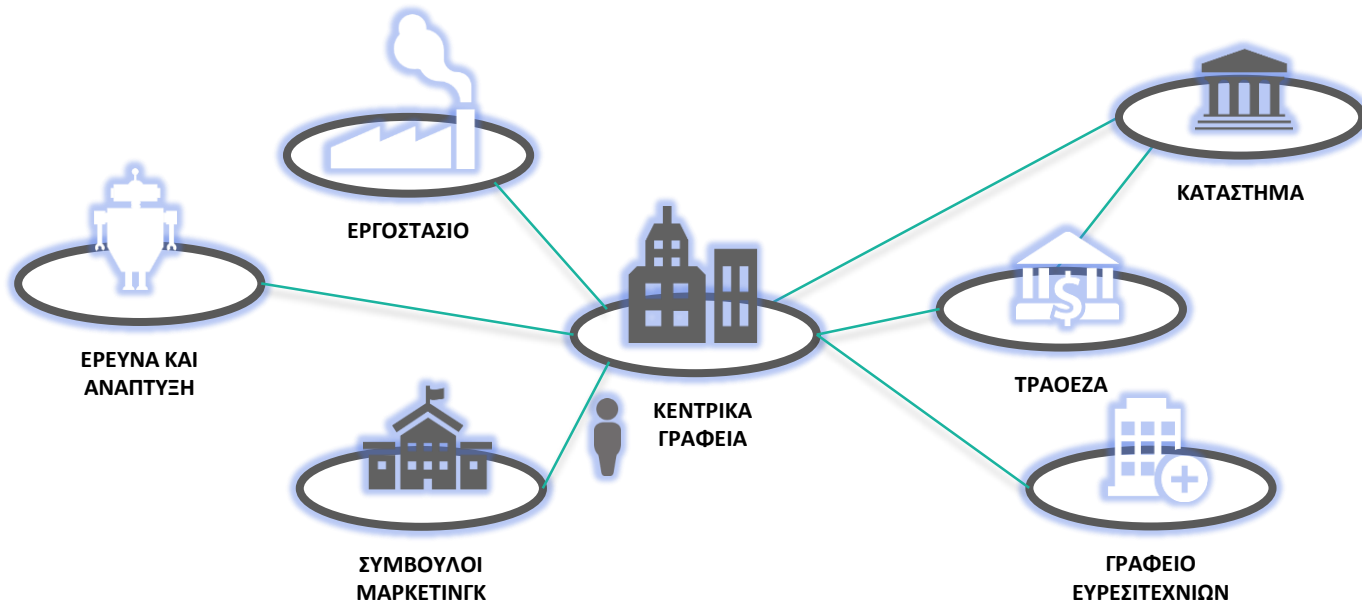 ΚΑΤΑΣΤΗΜΑ
ΕΡΓΟΣΤΑΣΙΟ
ΕΡΕΥΝΑ ΚΑΙ
ΑΝΑΠΤΥΞΗ
ΤΡΑΟΕΖΑ
ΚΕΝΤΡΙΚΑ
ΓΡΑΦΕΙΑ
ΣΥΜΒΟΥΛΟΙ
ΜΑΡΚΕΤΙΝΓΚ
ΓΡΑΦΕΙΟ
ΕΥΡΕΣΙΤΕΧΝΙΩΝ